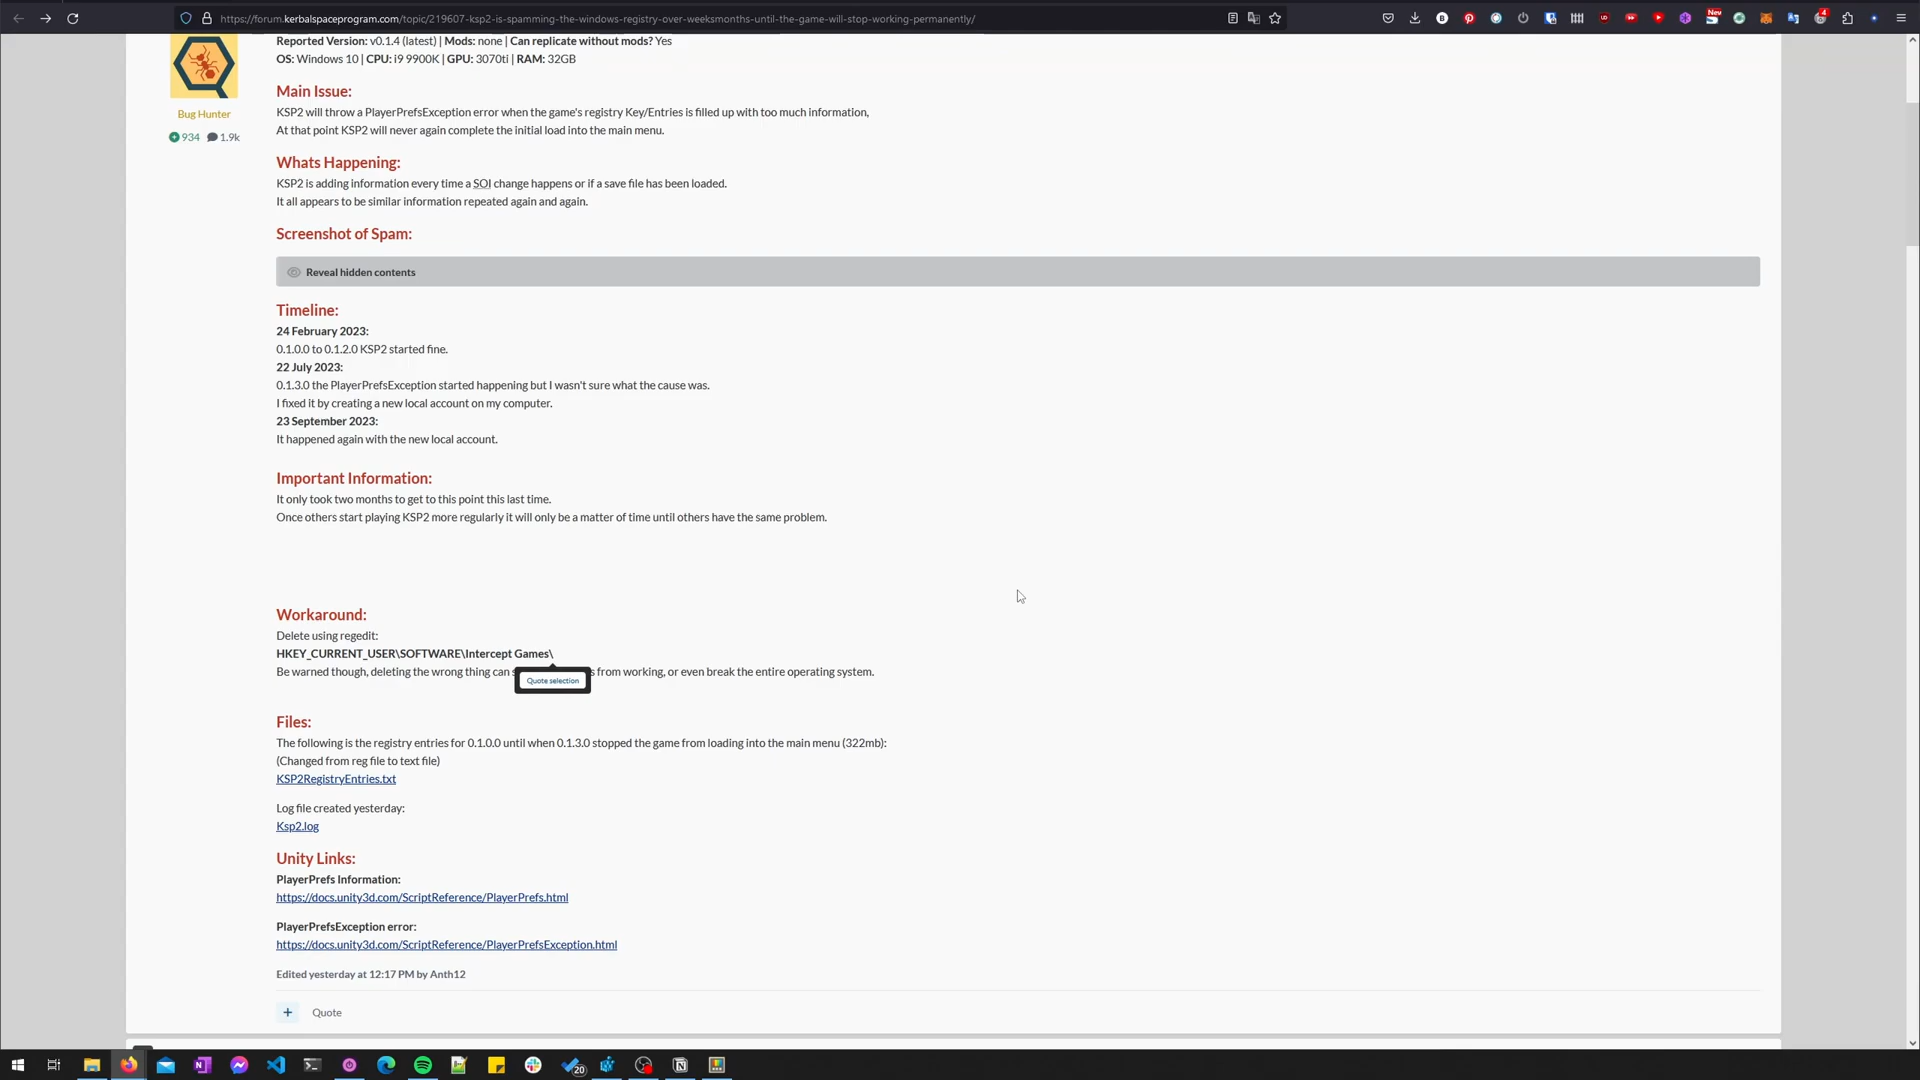 https://forum.kerbalspaceprogram.com/topic/219607-ksp2-is-spamming-the-windows-registry-over-weeksmonths-until-the-game-will-stop-working-permanently/
New
4
Reported Version: v0.1.4 (latest) | Mods: none | Can replicate without mods? Yes
OS: Windows 10 | CPU: i9 9900K | GPU: 3070ti | RAM: 32GB
Bug Hunter
934 1.9k
Main Issue:
KSP2 will throw a PlayerPrefsException error when the game's registry Key/Entries is filled up with too much information,
At that point KSP2 will never again complete the initial load into the main menu.
Whats Happening:
KSP2 is adding information every time a SOI change happens or if a save file has been loaded.
It all appears to be similar information repeated again and again.
Screenshot of Spam:
Reveal hidden contents
Timeline:
24 February 2023:
0.1.0.0 to 0.1.2.0 KSP2 started fine.
22 July 2023:
0.1.3.0 the PlayerPrefsException started happening but I wasn't sure what the cause was.
I fixed it by creating a new local account on my computer.
23 September 2023:
It happened again with the new local account.
Important Information:
It only took two months to get to this point this last time.
Once others start playing KSP2 more regularly it will only be a matter of time until others have the same problem.
Workaround:
Delete using regedit:
HKEY_CURRENT_USER\SOFTWARE\Intercept Games\
Be warned though, deleting the wrong thing can s from working, or even break the entire operating system.
Quote selection
Files:
The following is the registry entries for 0.1.0.0 until when 0.1.3.0 stopped the game from loading into the main menu (322mb):
(Changed from reg file to text file)
KSP2RegistryEntries.txt
Log file created yesterday:
Ksp2.log
Unity Links:
PlayerPrefs Information:
https://docs.unity3d.com/ScriptReference/PlayerPrefs.html
PlayerPrefsException error:
https://docs.unity3d.com/ScriptReference/PlayerPrefsException.html
Edited yesterday at 12:17 PM by Anth12
+ Quote
20